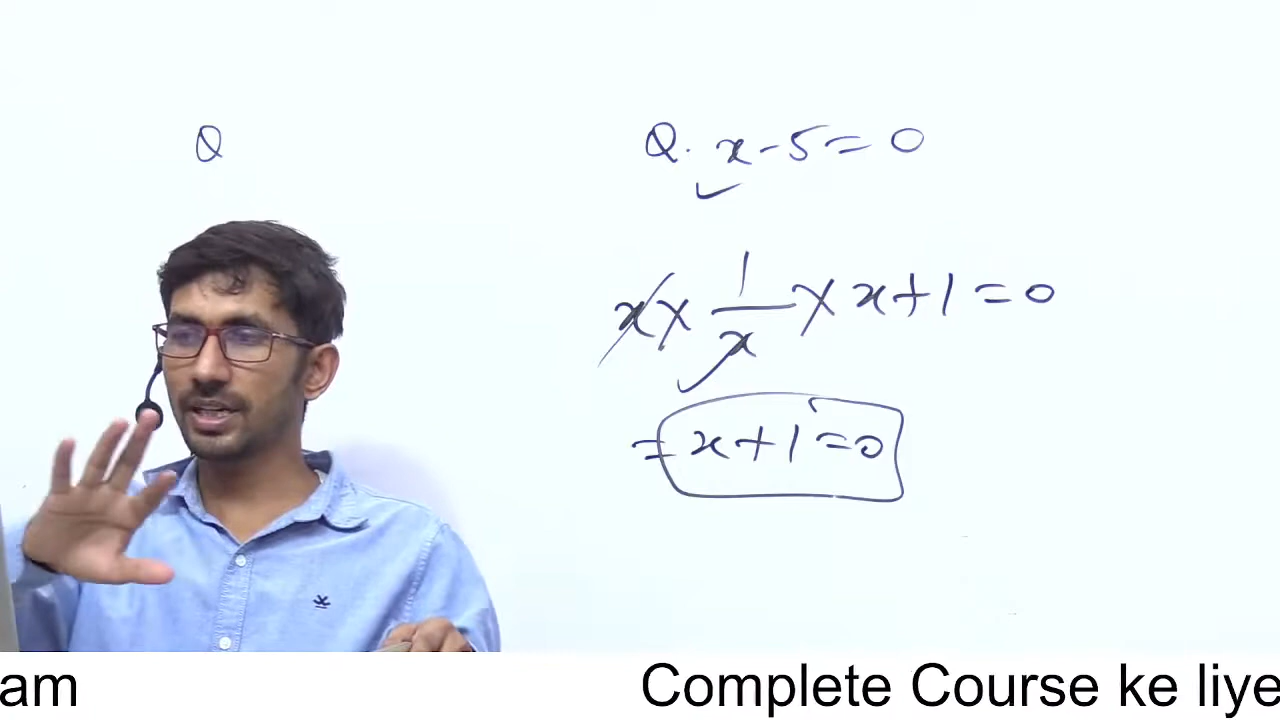 Q
Q. x - 5 = 0
x × 1/x × x + 1 = 0
= x + 1 = 0
am Complete Course ke liye